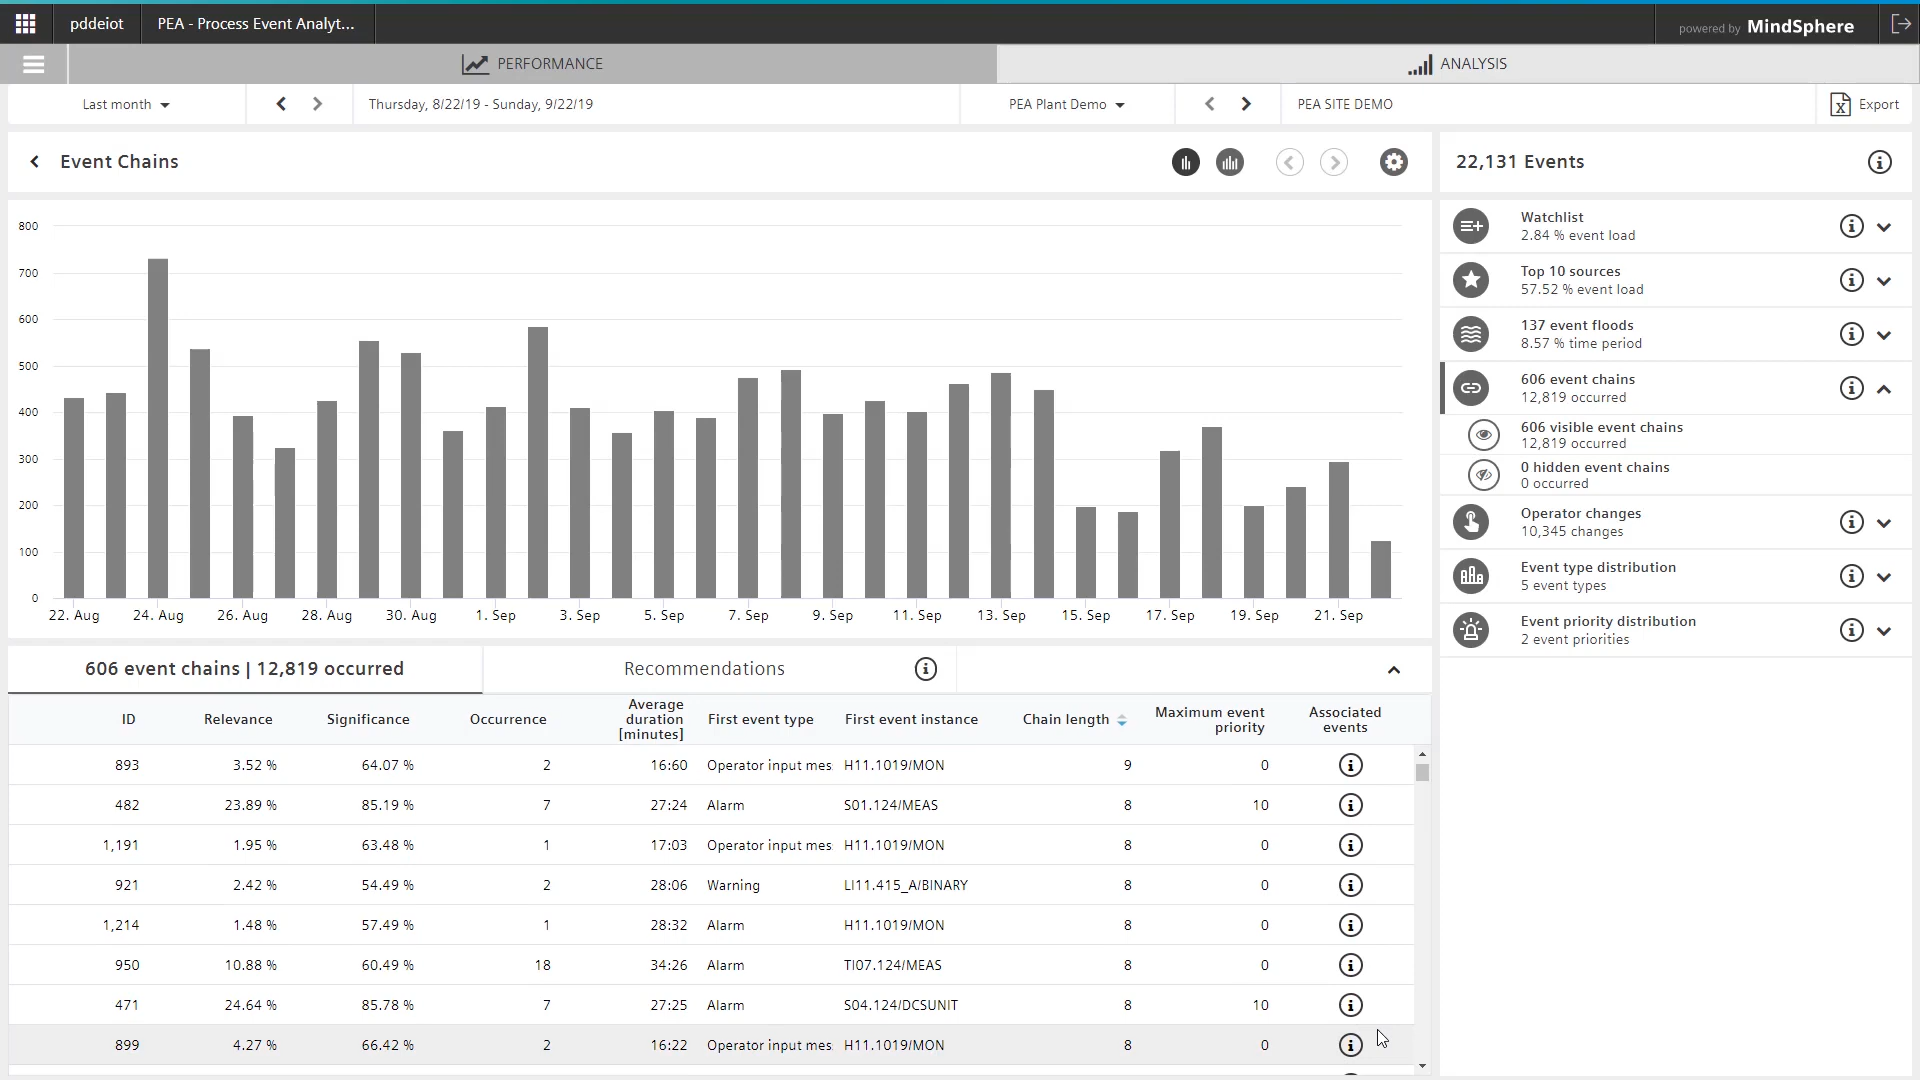 pddeiot
PEA - Process Event Analyt...
powered by MindSphere
PERFORMANCE
ANALYSIS
Last month
Thursday, 8/22/19 - Sunday, 9/22/19
PEA Plant Demo
PEA SITE DEMO
Export
Event Chains
800
700
600
500
400
300
200
100
0
22. Aug 24. Aug 26. Aug 28. Aug 30. Aug 1. Sep 3. Sep 5. Sep 7. Sep 9. Sep 11. Sep 13. Sep 15. Sep 17. Sep 19. Sep 21. Sep
22,131 Events
Watchlist
2.84 % event load
Top 10 sources
57.52 % event load
137 event floods
8.57 % time period
606 event chains
12,819 occurred
606 visible event chains
12,819 occurred
0 hidden event chains
0 occurred
Operator changes
10,345 changes
Event type distribution
5 event types
Event priority distribution
2 event priorities
606 event chains | 12,819 occurred
Recommendations
ID Relevance Significance Occurrence Average duration [minutes] First event type First event instance Chain length Maximum event priority Associated events
893 3.52 % 64.07 % 2 16:60 Operator input mes H11.1019/MON 9 0
482 23.89 % 85.19 % 7 27:24 Alarm S01.124/MEAS 8 10
1,191 1.95 % 63.48 % 1 17:03 Operator input mes H11.1019/MON 8 0
921 2.42 % 54.49 % 2 28:06 Warning LI11.415_A/BINARY 8 0
1,214 1.48 % 57.49 % 1 28:32 Alarm H11.1019/MON 8 0
950 10.88 % 60.49 % 18 34:26 Alarm TI07.124/MEAS 8 0
471 24.64 % 85.78 % 7 27:25 Alarm S04.124/DCSUNIT 8 10
899 4.27 % 66.42 % 2 16:22 Operator input mes H11.1019/MON 8 0